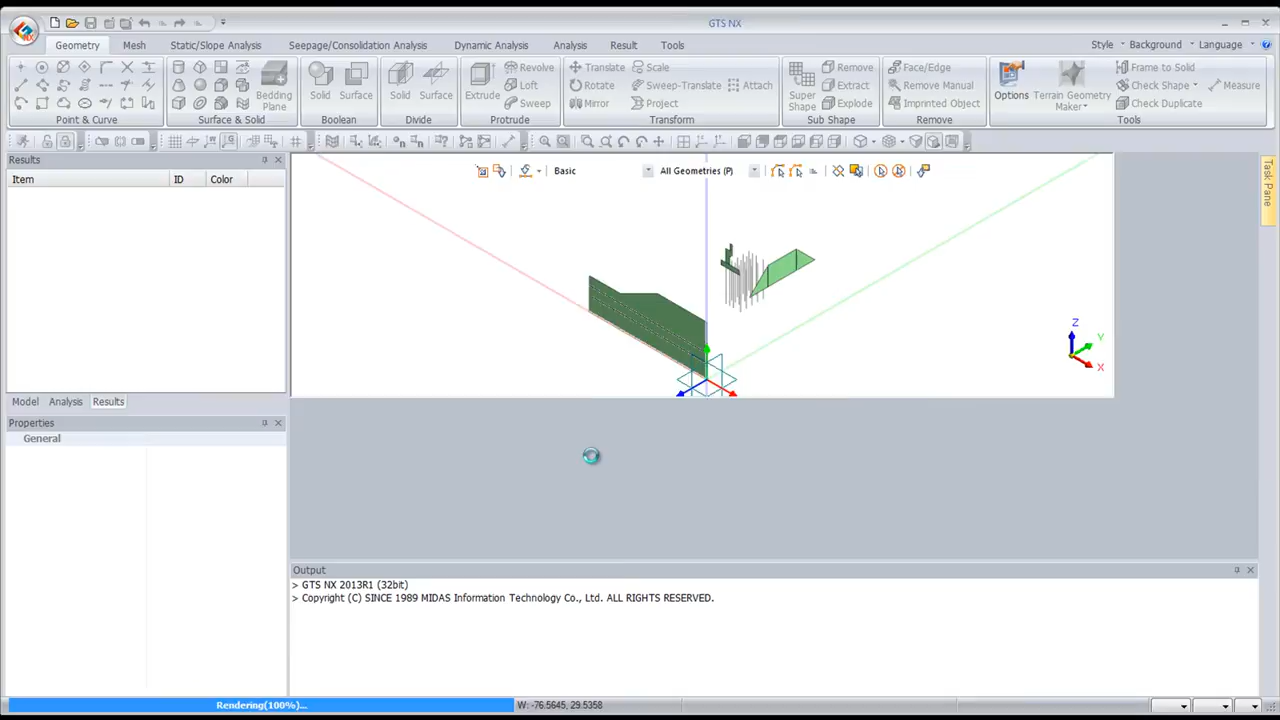 GTS NX
Geometry Mesh Static/Slope Analysis Seepage/Consolidation Analysis Dynamic Analysis Analysis Result Tools Style Background Language
Revolve Translate Scale Remove Face/Edge Frame to Solid
Loft Rotate Sweep-Translate Attach Extract Remove Manual Check Shape Measure
Bedding Plane Solid Surface Solid Surface Extrude Super Shape Options Terrain Geometry Maker
Sweep Mirror Project Explode Imprinted Object Check Duplicate
Point & Curve Surface & Solid Boolean Divide Protrude Transform Sub Shape Remove Tools
Results
Item ID Color
Basic All Geometries (P)
Task Pane
Z
Y
X
Model Analysis Results
Properties
General
Output
> GTS NX 2013R1 (32bit)
> Copyright (C) SINCE 1989 MIDAS Information Technology Co., Ltd. ALL RIGHTS RESERVED.
Rendering(100%)... W: -76.5645, 29.5358